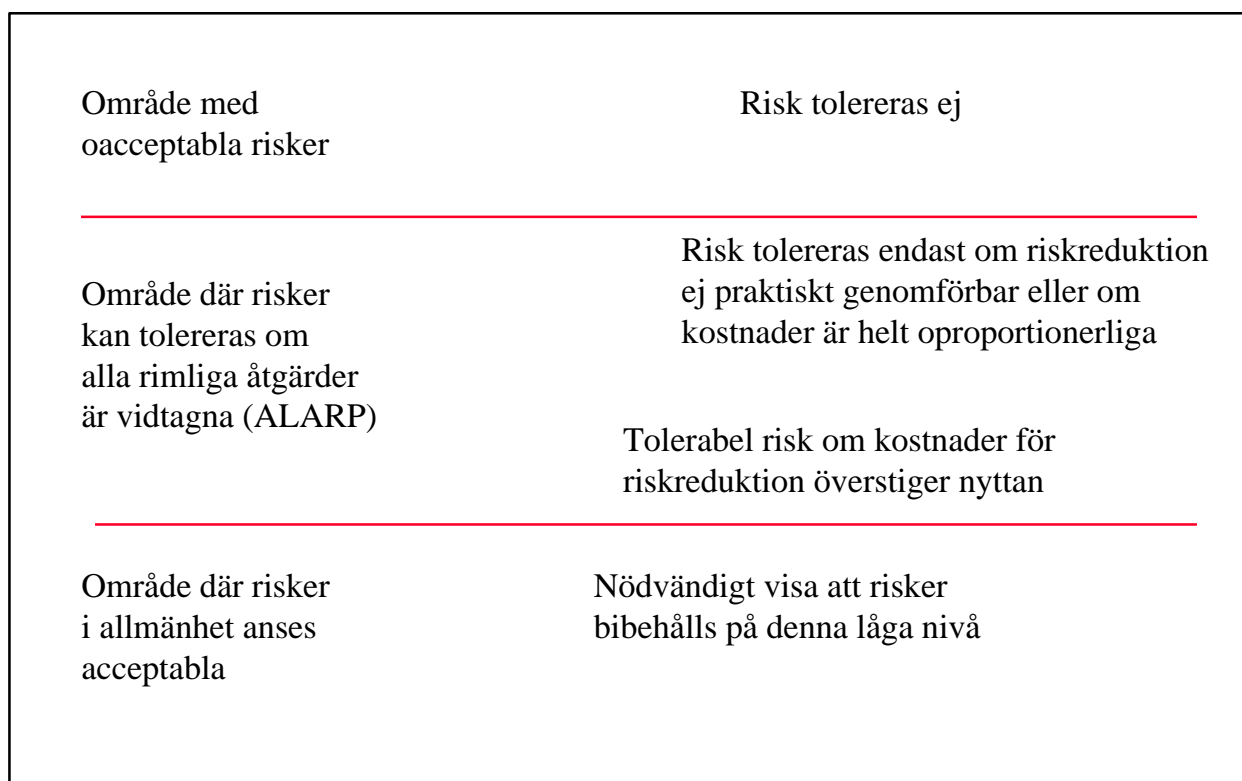 Område med
oacceptabla risker
Risk tolereras ej
Område där risker
kan tolereras om
alla rimliga åtgärder
är vidtagna (ALARP)
Risk tolereras endast om riskreduktion
ej praktiskt genomförbar eller om
kostnader är helt oproportionerliga
Tolerabel risk om kostnader för
riskreduktion överstiger nyttan
Område där risker
i allmänhet anses
acceptabla
Nödvändigt visa att risker
bibehålls på denna låga nivå